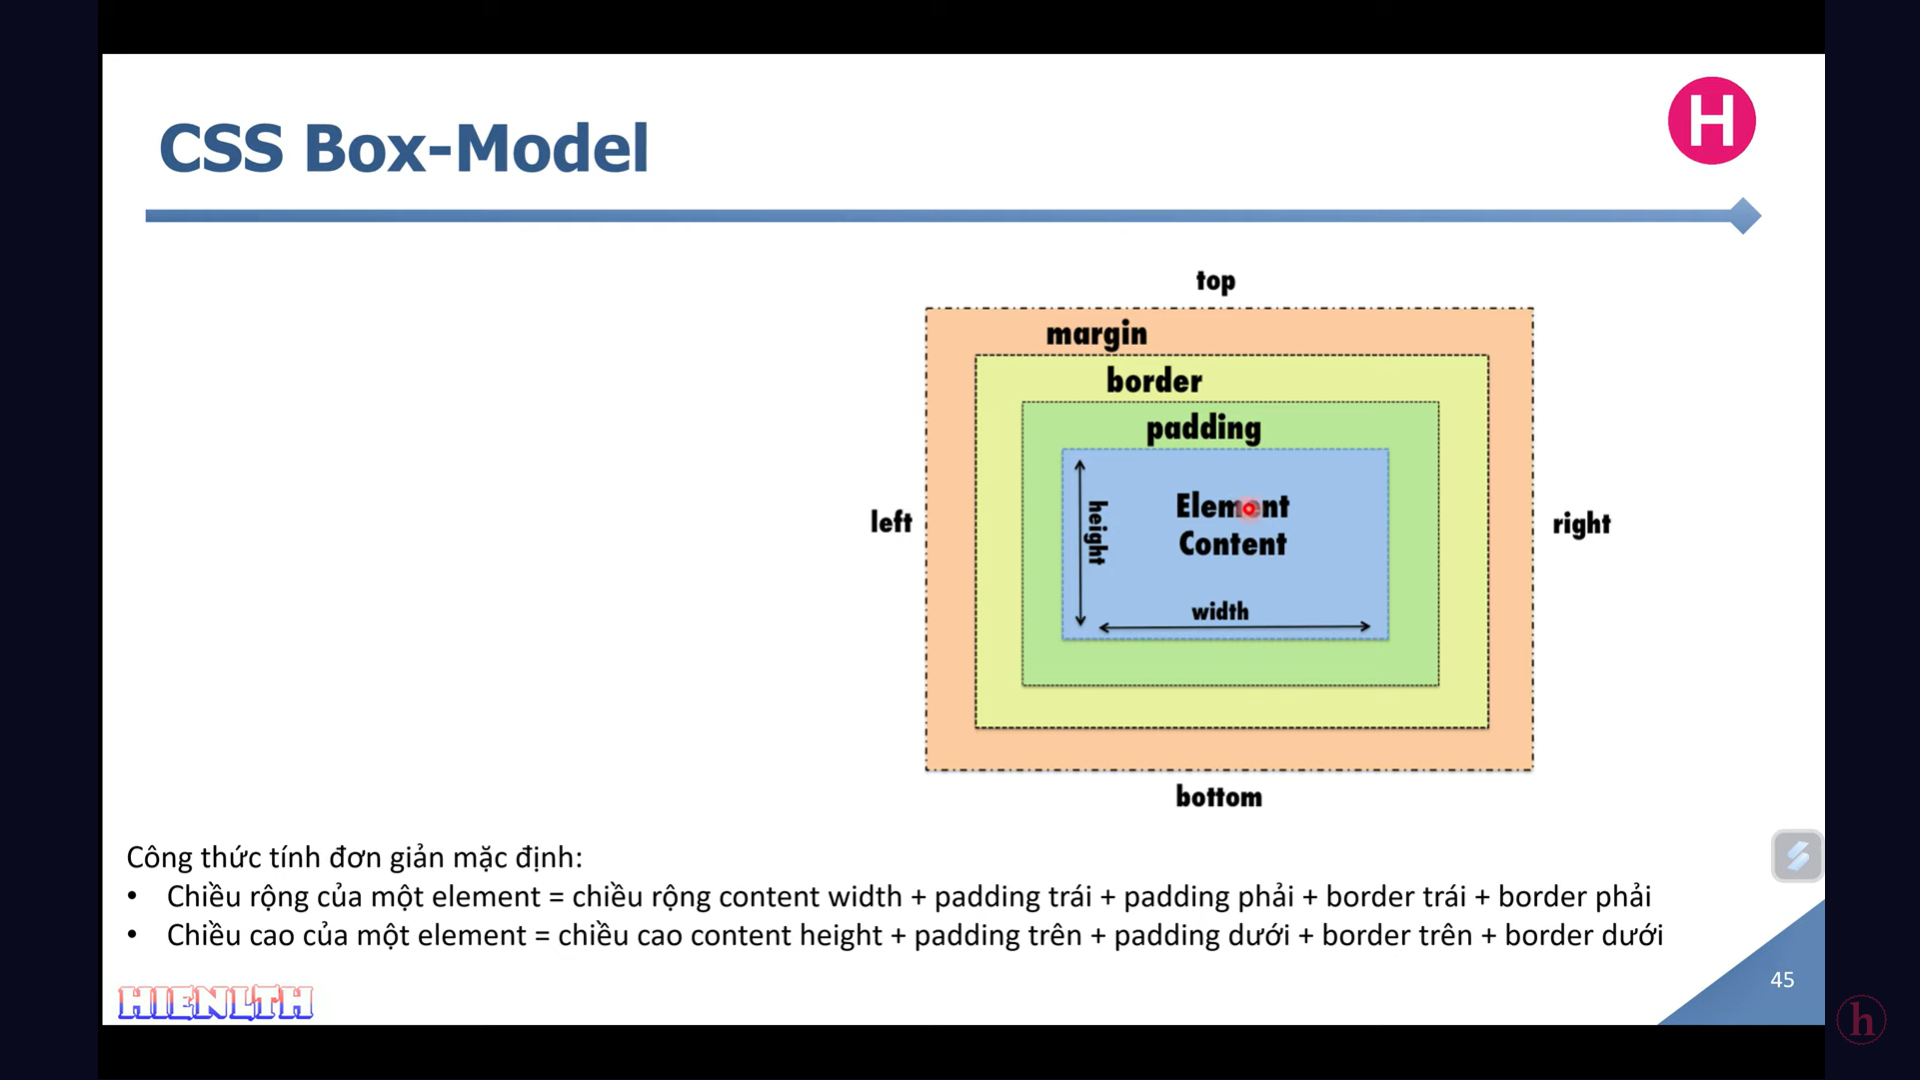 H
CSS Box-Model
top
margin
border
padding
height
Element
Content
width
left
right
bottom
Công thức tính đơn giản mặc định:
• Chiều rộng của một element = chiều rộng content width + padding trái + padding phải + border trái + border phải
• Chiều cao của một element = chiều cao content height + padding trên + padding dưới + border trên + border dưới
45
HIENLTH
h